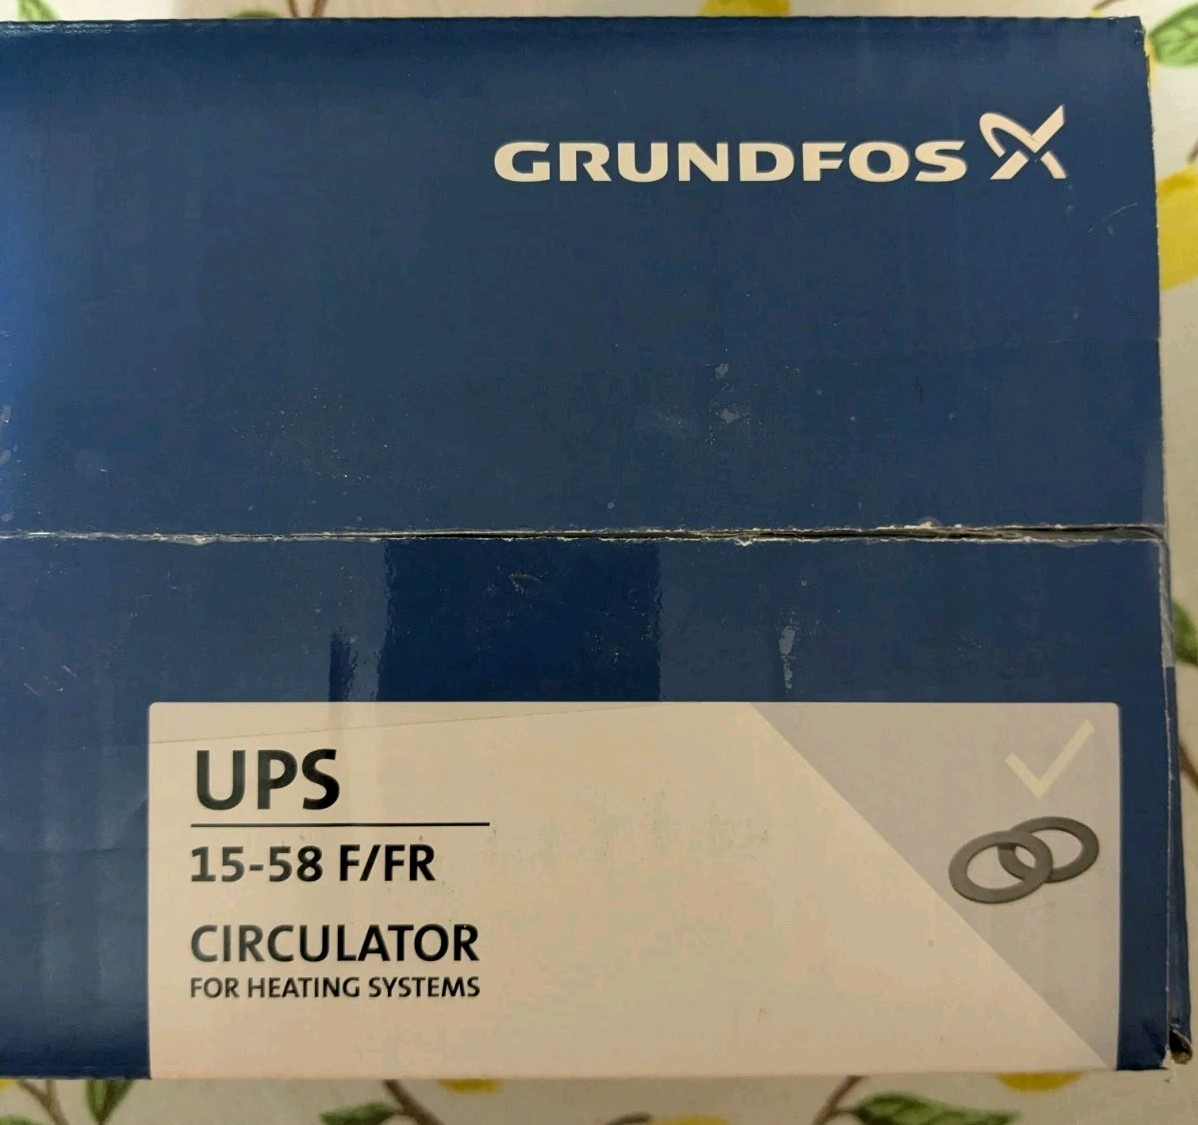 GRUNDFOS
UPS
15-58 F/FR
CIRCULATOR
FOR HEATING SYSTEMS